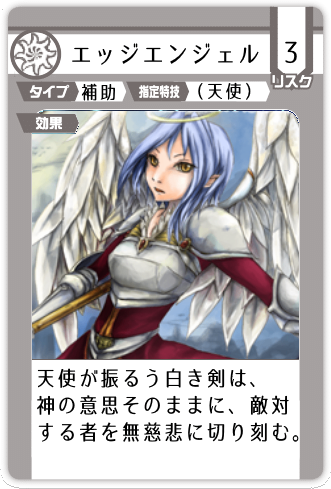 エッジエンジェル 3
リスク
タイプ 補助 指定特技 (天使)
効果
天使が振るう白き剣は、
神の意思そのままに、敵対
する者を無慈悲に切り刻む。